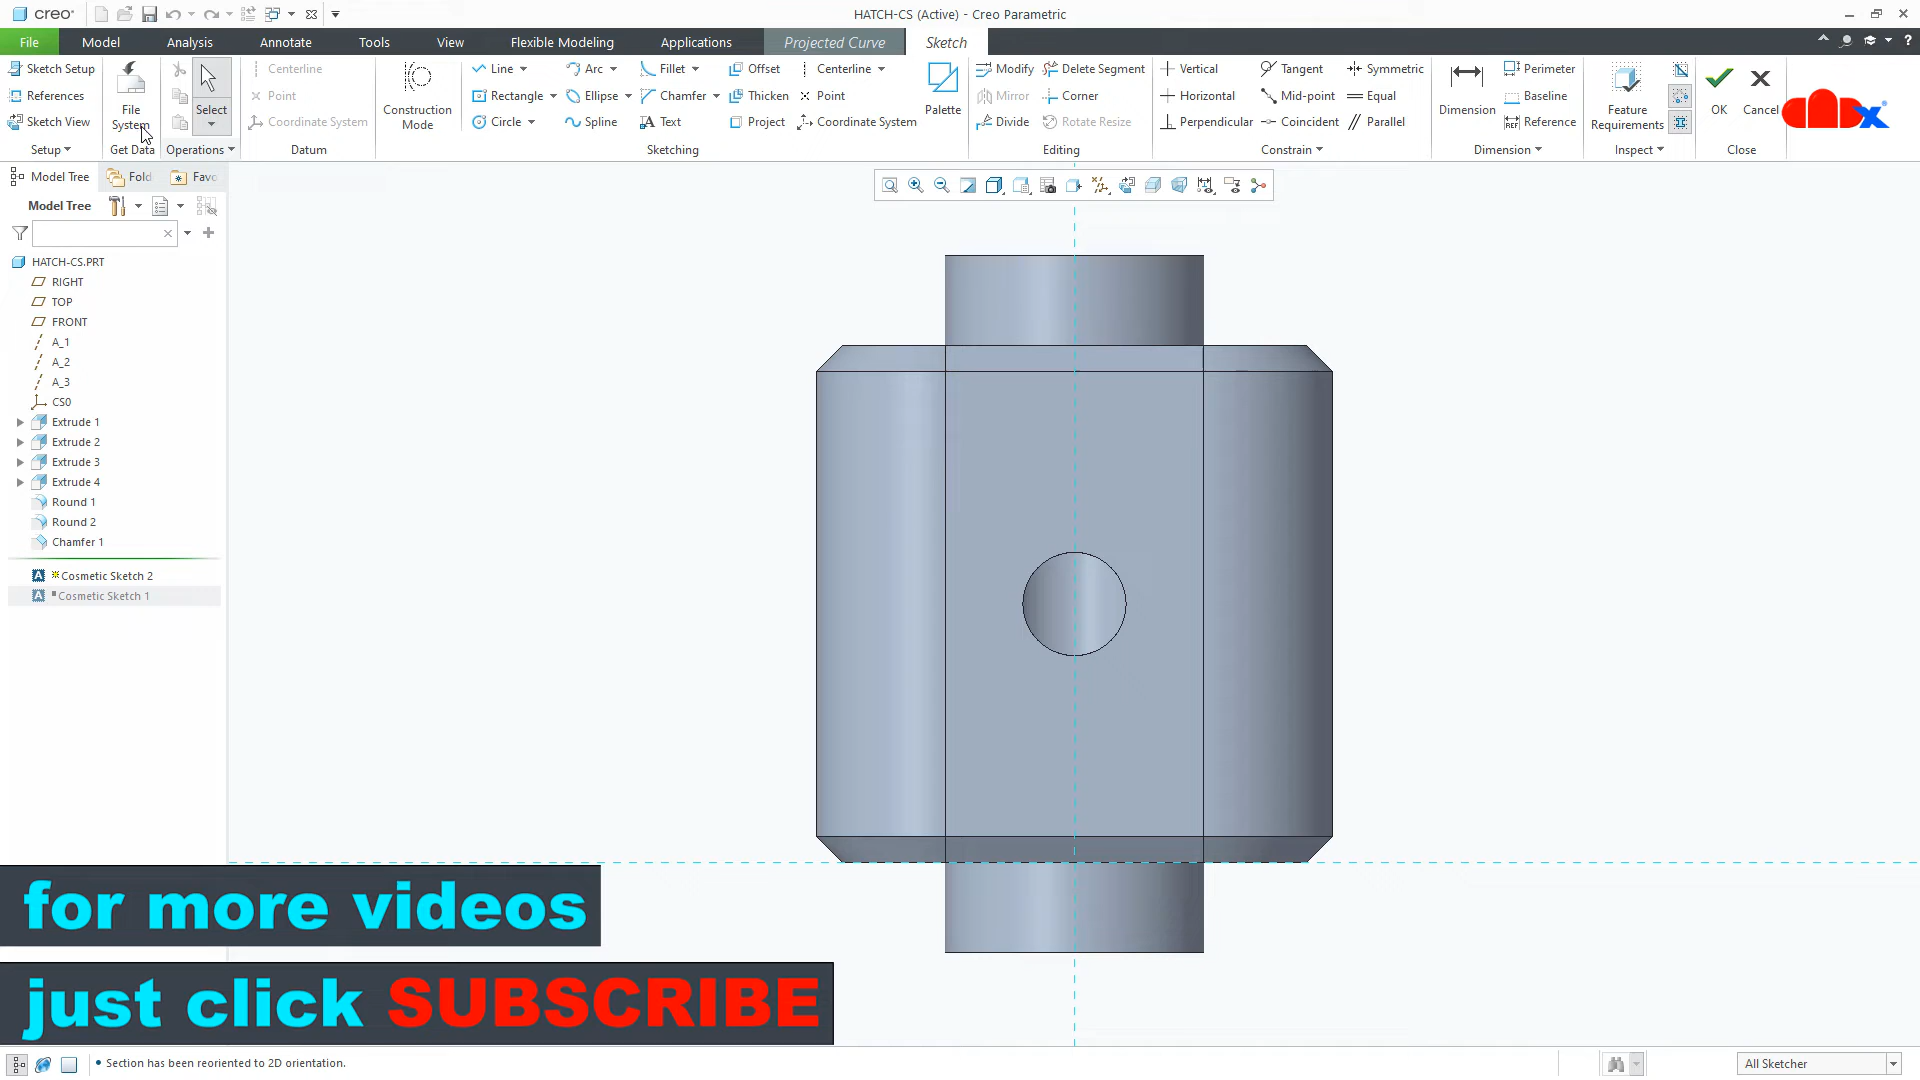 creo
HATCH-CS (Active) - Creo Parametric
File Model Analysis Annotate Tools View Flexible Modeling Applications Projected Curve Sketch
Sketch Setup
References
Sketch View
Setup
File
System
Get Data
Select
Operations
Centerline
Point
Coordinate System
Datum
Construction
Mode
Line Arc Fillet Offset Centerline
Rectangle Ellipse Chamfer Thicken Point
Circle Spline Text Project Coordinate System
Palette
Sketching
Modify Delete Segment
Mirror Corner
Divide Rotate Resize
Editing
Vertical Tangent Symmetric
Horizontal Mid-point Equal
Perpendicular Coincident Parallel
Constrain
Dimension
Perimeter
Baseline
Reference
Dimension
Feature
Requirements
Inspect
OK
Cancel
Close
Model Tree Fold Favo
Model Tree
HATCH-CS.PRT
RIGHT
TOP
FRONT
A_1
A_2
A_3
CS0
Extrude 1
Extrude 2
Extrude 3
Extrude 4
Round 1
Round 2
Chamfer 1
Cosmetic Sketch 2
Cosmetic Sketch 1
for more videos
just click SUBSCRIBE
Section has been reoriented to 2D orientation.
All Sketcher